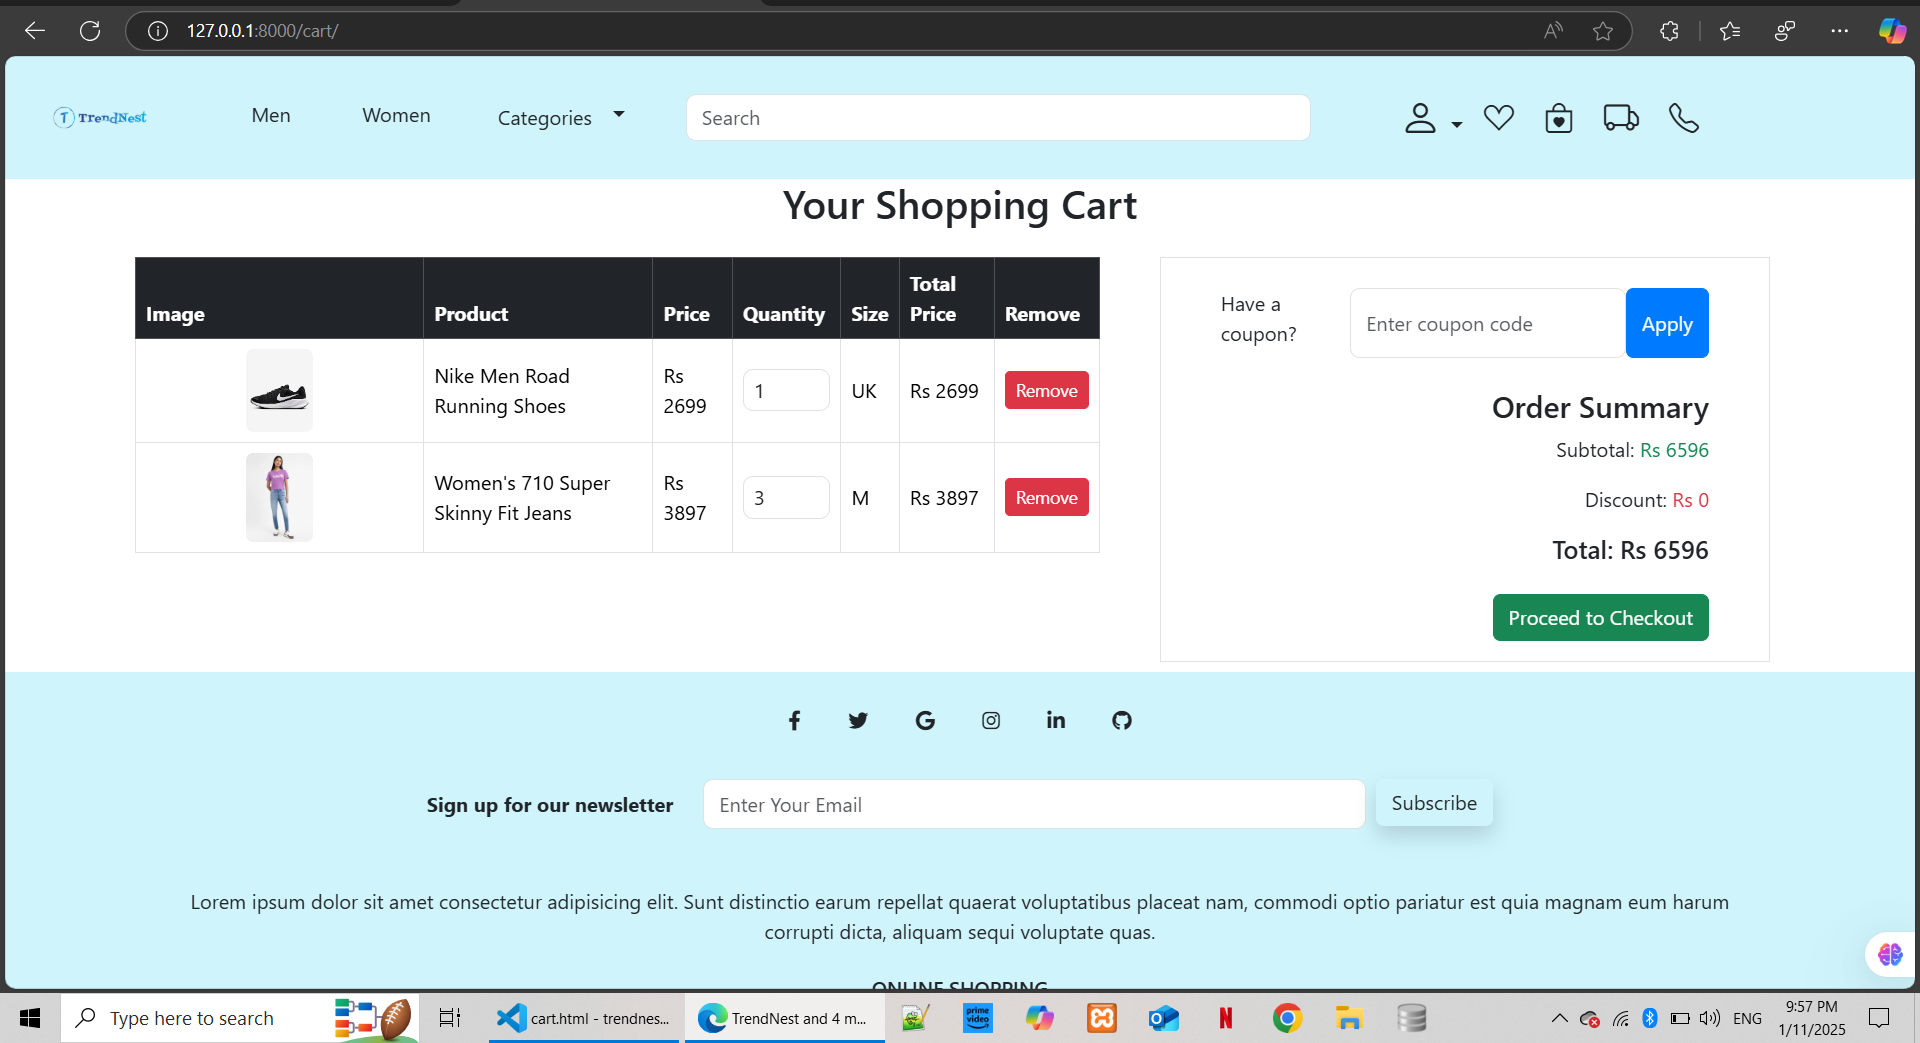 127.0.0.1:8000/cart/
TrendNest
Men
Women
Categories
Search
Your Shopping Cart
Image
Product
Price
Quantity
Size
Total
Price
Remove
Nike Men Road
Running Shoes
Rs
2699
1
UK
Rs 2699
Remove
Women's 710 Super
Skinny Fit Jeans
Rs
3897
3
M
Rs 3897
Remove
Have a
coupon?
Enter coupon code
Apply
Order Summary
Subtotal: Rs 6596
Discount: Rs 0
Total: Rs 6596
Proceed to Checkout
Sign up for our newsletter
Enter Your Email
Subscribe
Lorem ipsum dolor sit amet consectetur adipisicing elit. Sunt distinctio earum repellat quaerat voluptatibus placeat nam, commodi optio pariatur est quia magnam eum harum
corrupti dicta, aliquam sequi voluptate quas.
ONLINE SHOPPING
Type here to search
cart.html - trendnes...
TrendNest and 4 m...
prime
video
ENG
9:57 PM
1/11/2025